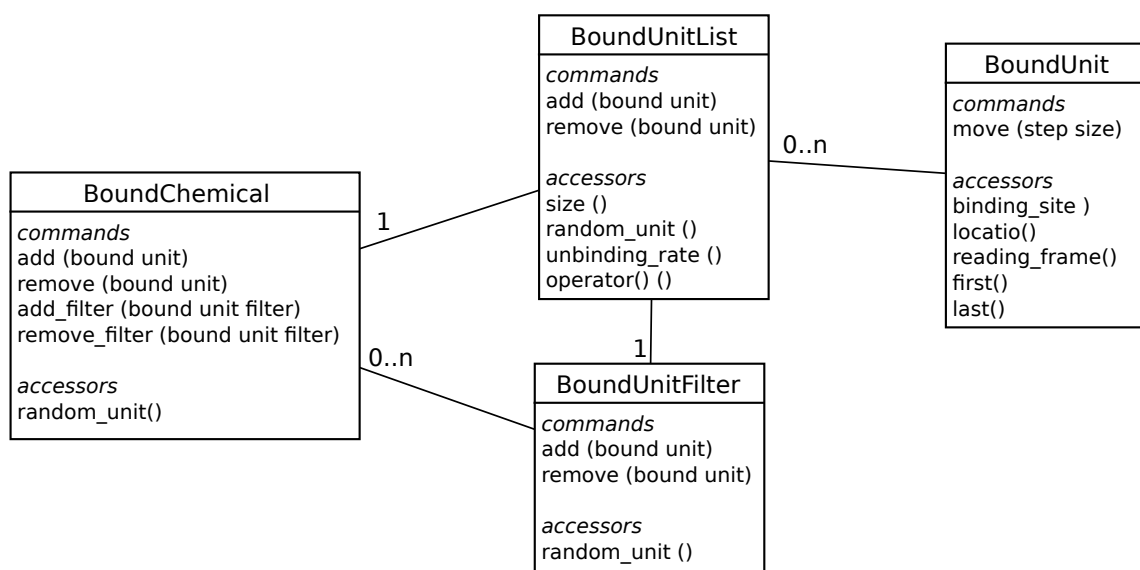 BoundUnitList
commands
add (bound unit)
remove (bound unit)
accessors
size ()
random_unit ()
unbinding_rate ()
operator() ()
BoundUnit
commands
move (step size)
accessors
binding_site )
locatio()
reading_frame()
first()
last()
0..n
BoundChemical
commands
add (bound unit)
remove (bound unit)
add_filter (bound unit filter)
remove_filter (bound unit filter)
accessors
random_unit()
1
0..n
1
BoundUnitFilter
commands
add (bound unit)
remove (bound unit)
accessors
random_unit ()